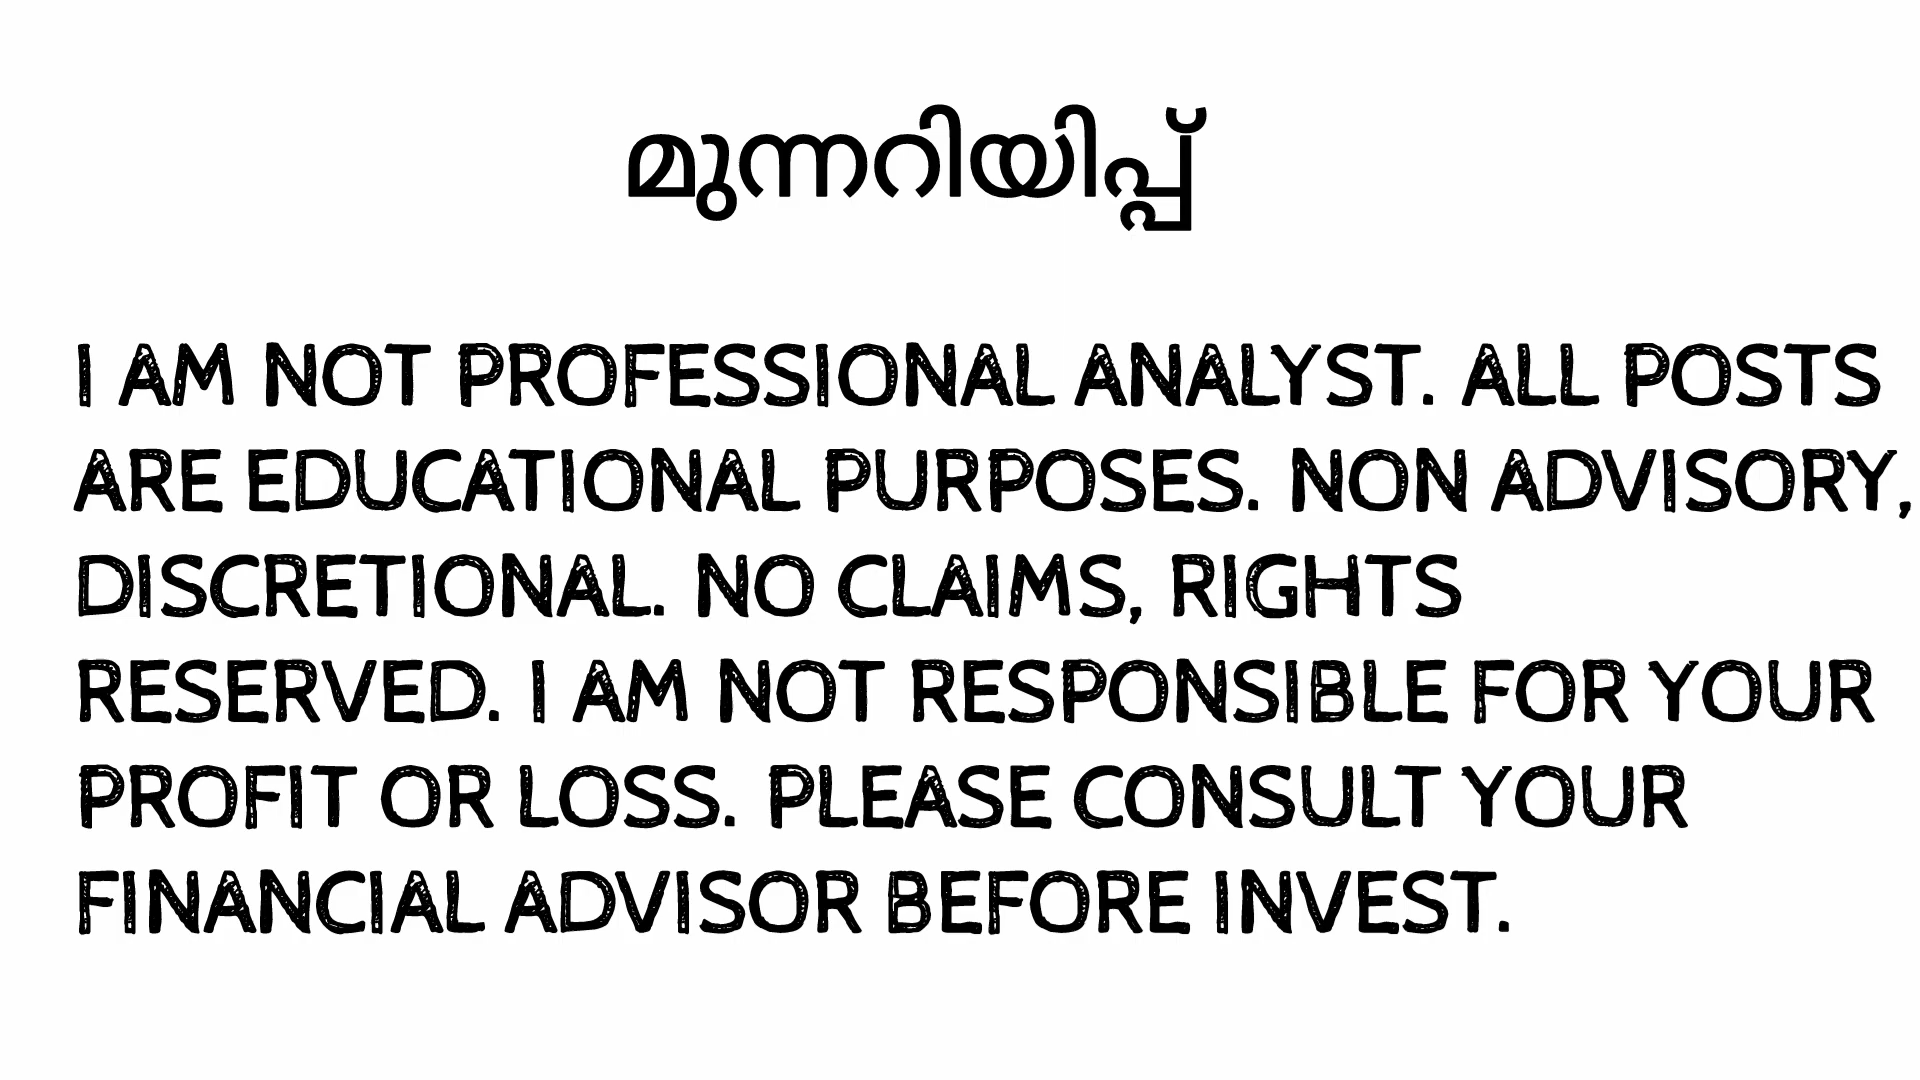 മുന്നറിയിപ്പ്
I AM NOT PROFESSIONAL ANALYST. ALL POSTS
ARE EDUCATIONAL PURPOSES. NON ADVISORY,
DISCRETIONAL. NO CLAIMS, RIGHTS
RESERVED. I AM NOT RESPONSIBLE FOR YOUR
PROFIT OR LOSS. PLEASE CONSULT YOUR
FINANCIAL ADVISOR BEFORE INVEST.